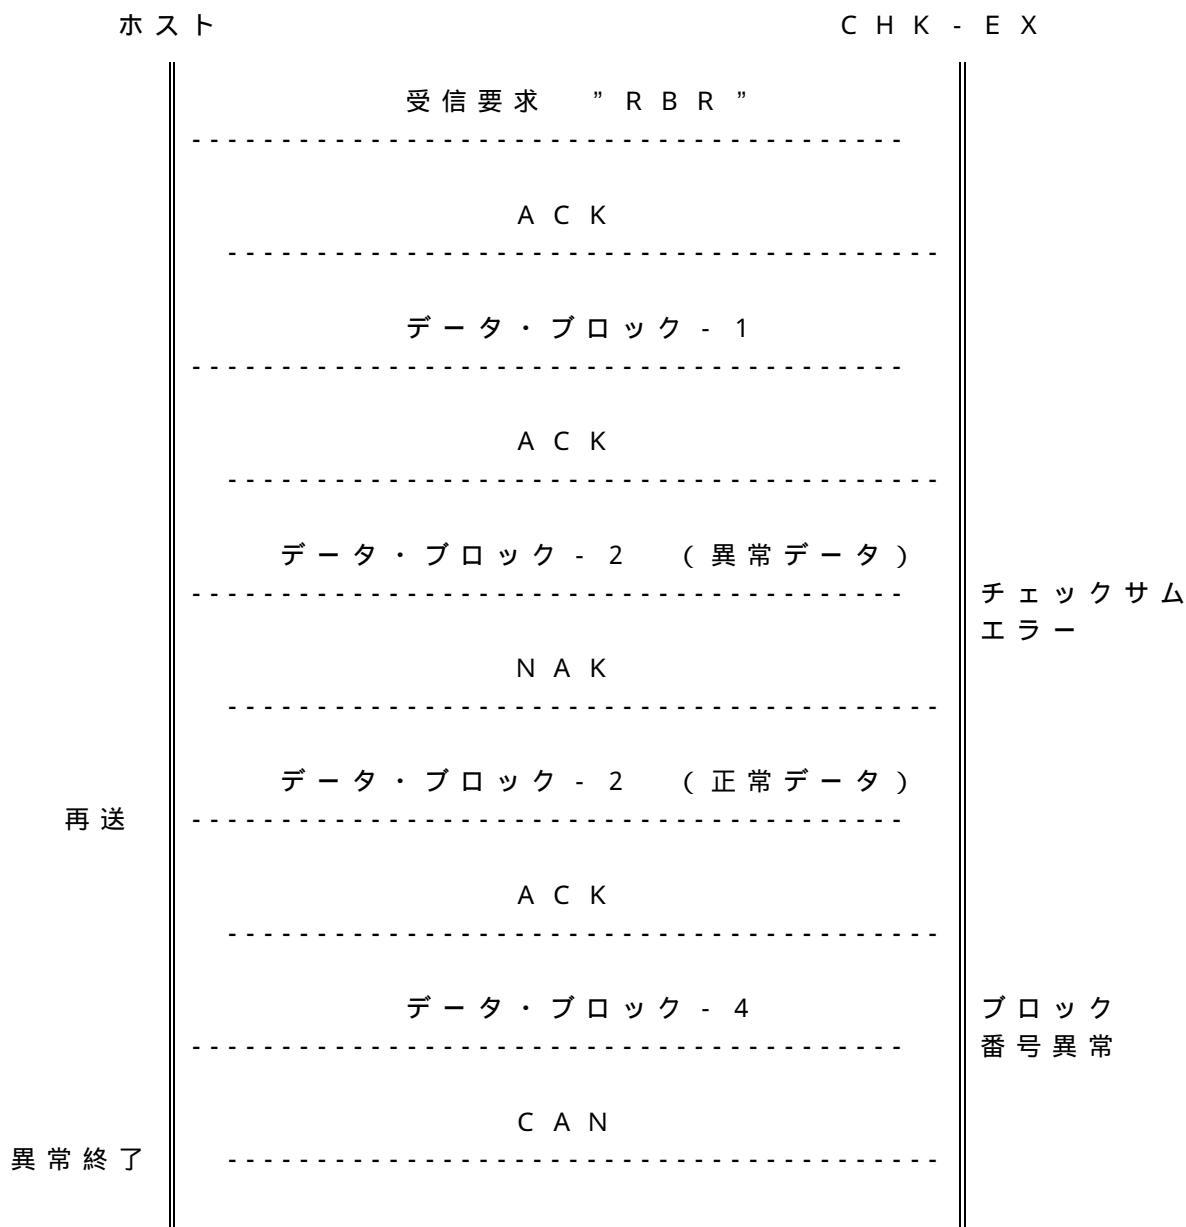 ホスト CHK-EX
受信要求 ”RBR”
ACK
データ・ブロック-1
ACK
データ・ブロック-2 (異常データ)
チェックサム
エラー
NAK
データ・ブロック-2 (正常データ)
再送
ACK
データ・ブロック-4 ブロック
番号異常
CAN
異常終了